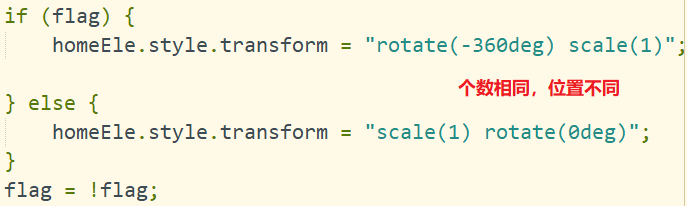 if (flag) {
homeEle.style.transform = "rotate(-360deg) scale(1)";
个数相同，位置不同
} else {
homeEle.style.transform = "scale(1) rotate(0deg)";
}
flag = !flag;